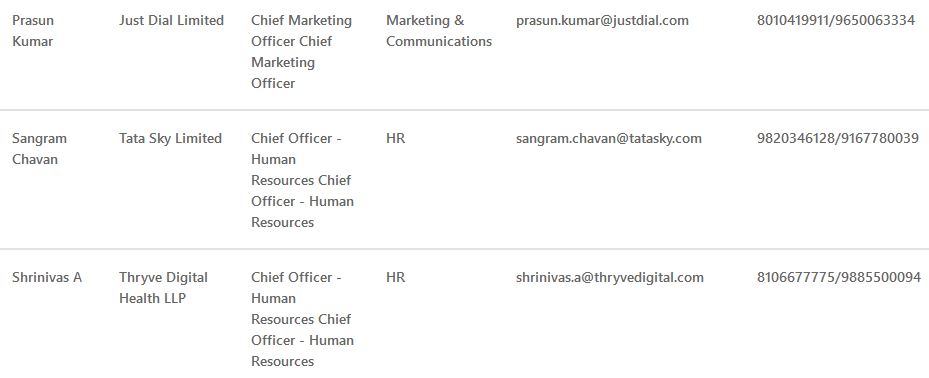 Prasun Just Dial Limited Chief Marketing Marketing & prasun.kumar@justdial.com 8010419911/9650063334
Kumar Officer Chief Communications
Marketing
Officer
Sangram Tata Sky Limited Chief Officer - HR sangram.chavan@tatasky.com 9820346128/9167780039
Chavan Human
Resources Chief
Officer - Human
Resources
Shrinivas A Thryve Digital Chief Officer - HR shrinivas.a@thryvedigital.com 8106677775/9885500094
Health LLP Human
Resources Chief
Officer - Human
Resources